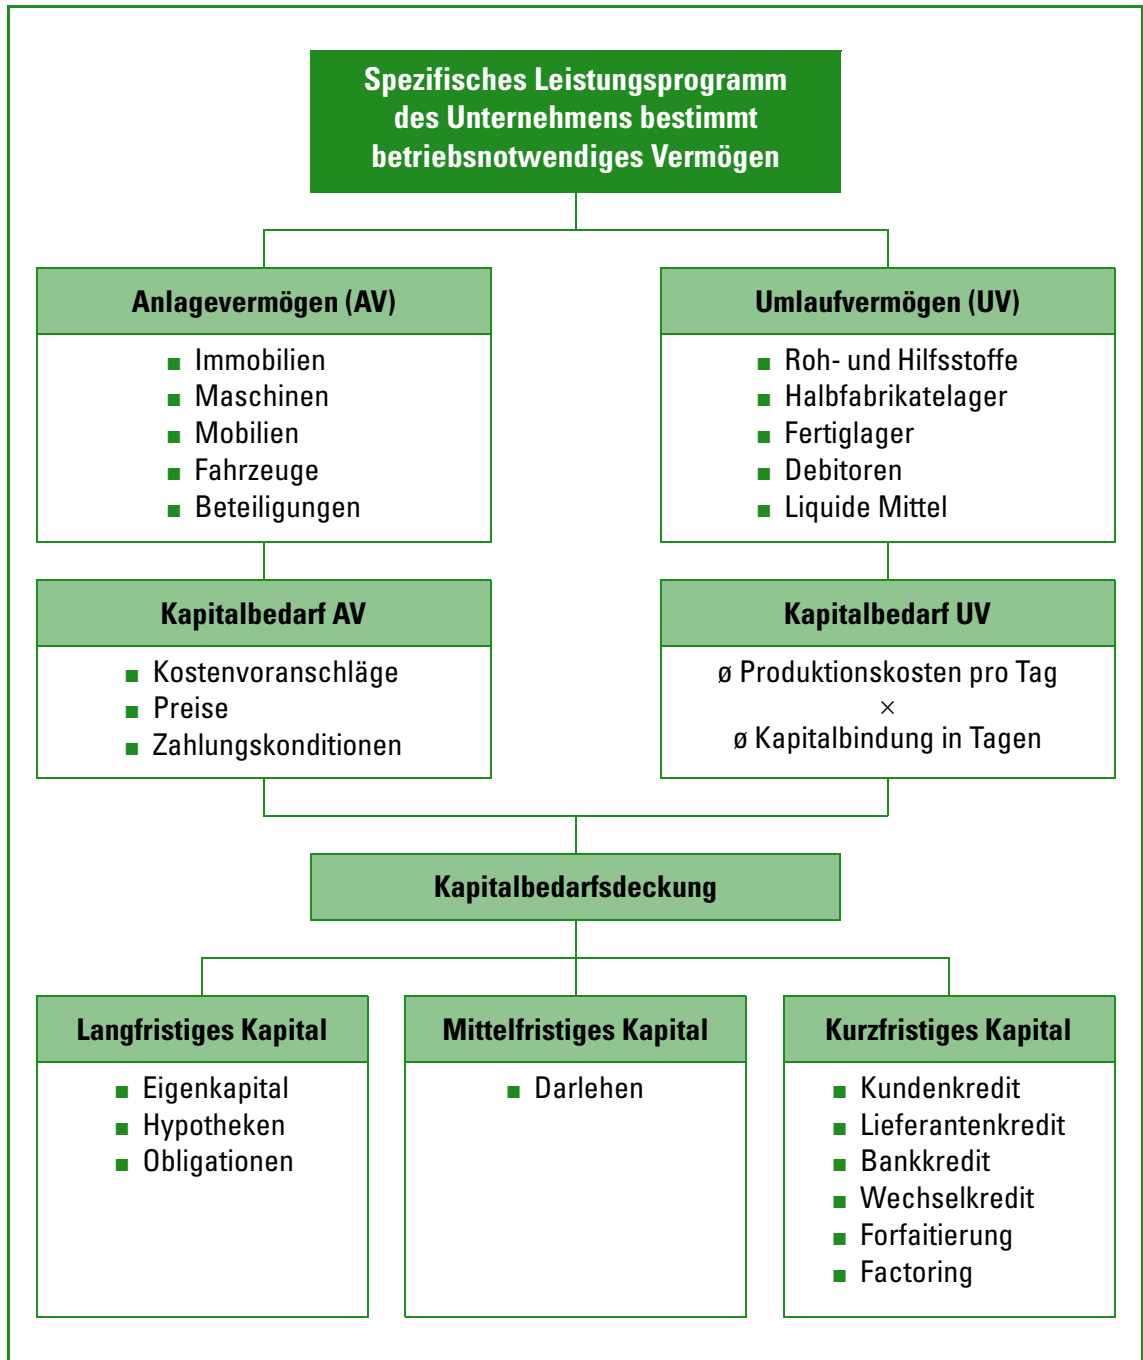 Spezifisches Leistungsprogramm
des Unternehmens bestimmt
betriebsnotwendiges Vermögen
Anlagevermögen (AV)
■ Immobilien
■ Maschinen
■ Mobilien
■ Fahrzeuge
■ Beteiligungen
Umlaufvermögen (UV)
■ Roh- und Hilfsstoffe
■ Halbfabrikatelager
■ Fertiglager
■ Debitoren
■ Liquide Mittel
Kapitalbedarf AV
■ Kostenvoranschläge
■ Preise
■ Zahlungskonditionen
Kapitalbedarf UV
ø Produktionskosten pro Tag
×
ø Kapitalbindung in Tagen
Kapitalbedarfsdeckung
Langfristiges Kapital
■ Eigenkapital
■ Hypotheken
■ Obligationen
Mittelfristiges Kapital
■ Darlehen
Kurzfristiges Kapital
■ Kundenkredit
■ Lieferantenkredit
■ Bankkredit
■ Wechselkredit
■ Forfaitierung
■ Factoring